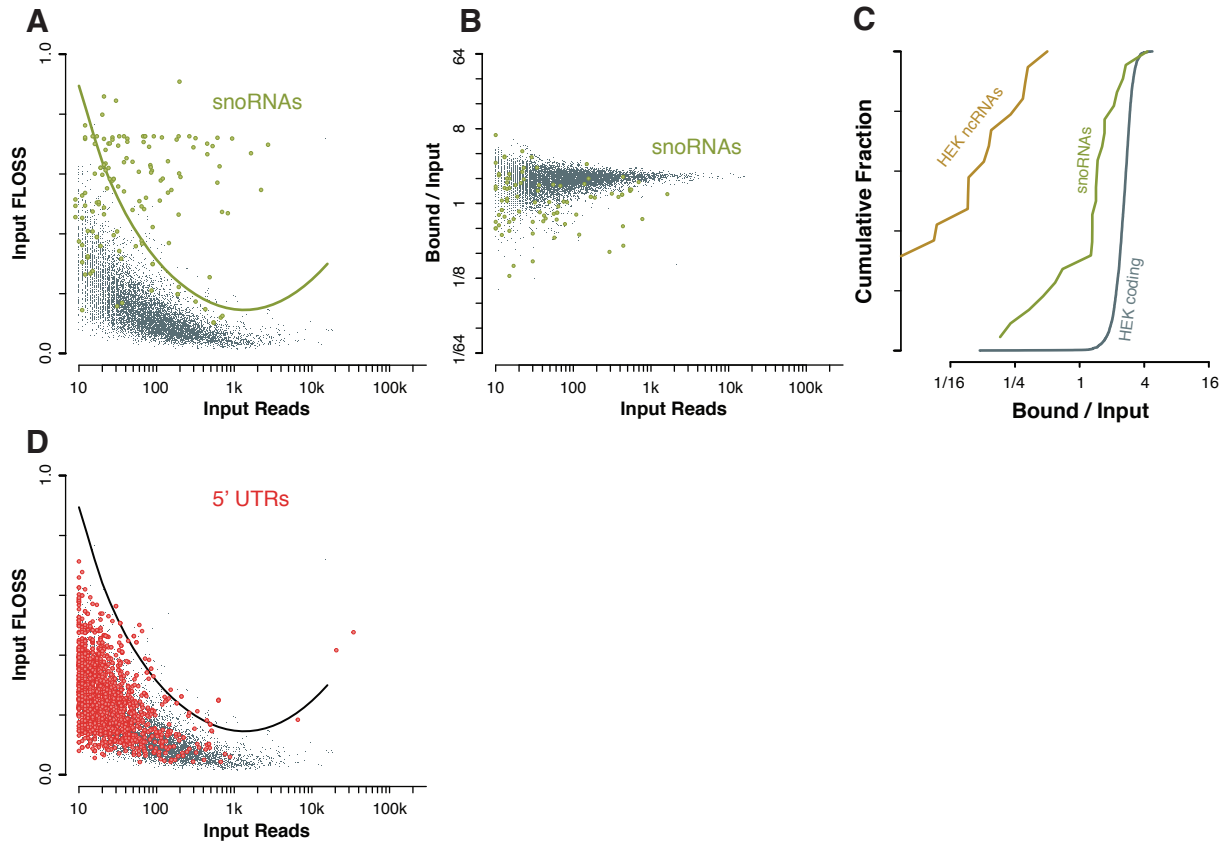 A
1.0
Input FLOSS
0.0
snoRNAs
10 100 1k 10k 100k
Input Reads
B
64
8
1
1/8
1/64
Bound / Input
snoRNAs
10 100 1k 10k 100k
Input Reads
C
Cumulative Fraction
HEK ncRNAs
snoRNAs
HEK coding
1/16 1/4 1 4 16
Bound / Input
D
1.0
Input FLOSS
0.0
5' UTRs
10 100 1k 10k 100k
Input Reads